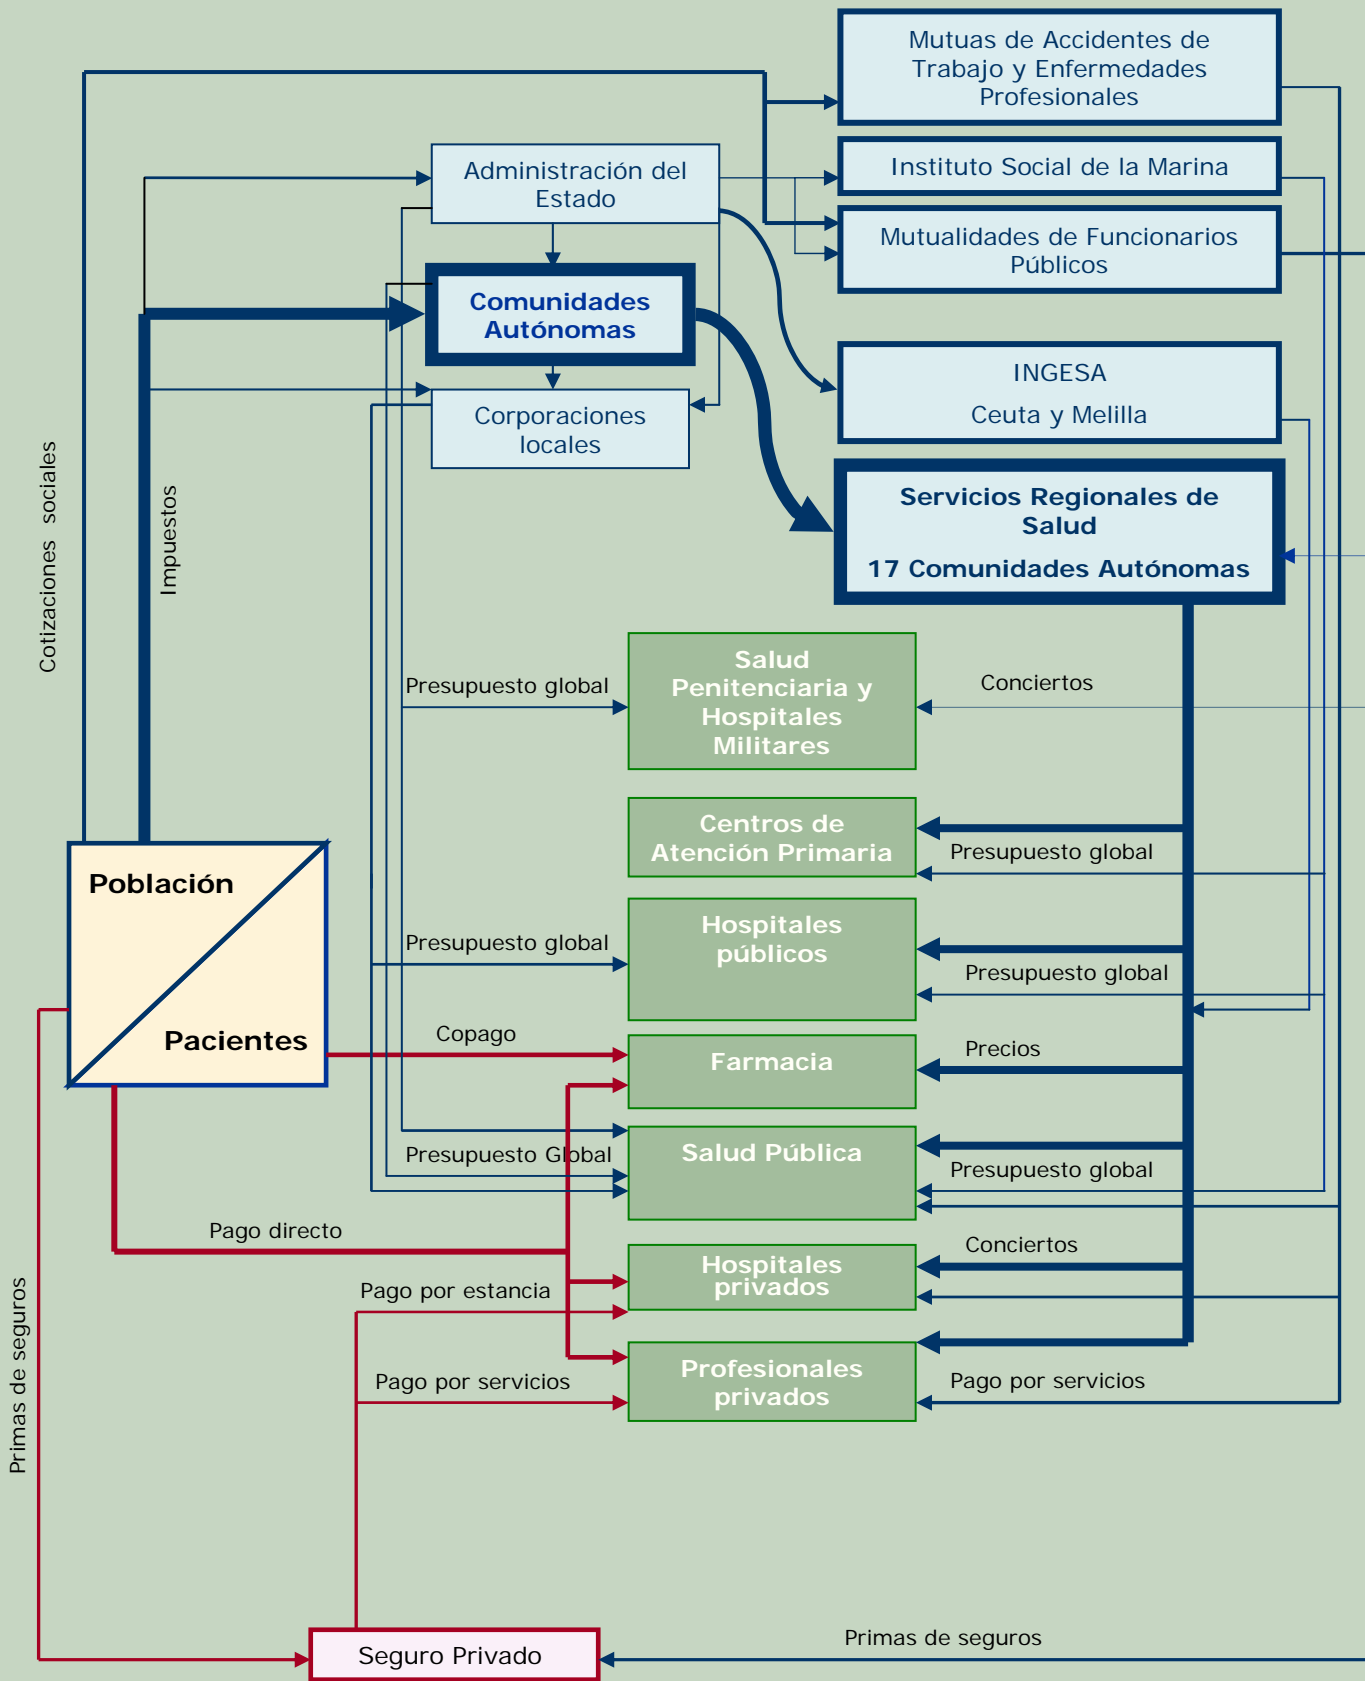 Mutuas de Accidentes de
Trabajo y Enfermedades
Profesionales
Administración del
Estado
Instituto Social de la Marina
Mutualidades de Funcionarios
Públicos
Comunidades
Autónomas
INGESA
Ceuta y Melilla
Corporaciones
locales
Cotizaciones sociales
Impuestos
Servicios Regionales de
Salud
17 Comunidades Autónomas
Presupuesto global
Salud
Penitenciaria y
Hospitales
Militares
Conciertos
Centros de
Atención Primaria
Presupuesto global
Población
Pacientes
Presupuesto global
Hospitales
públicos
Presupuesto global
Copago
Farmacia
Precios
Presupuesto Global
Salud Pública
Presupuesto global
Pago directo
Hospitales
privados
Conciertos
Pago por estancia
Primas de seguros
Pago por servicios
Profesionales
privados
Pago por servicios
Seguro Privado
Primas de seguros